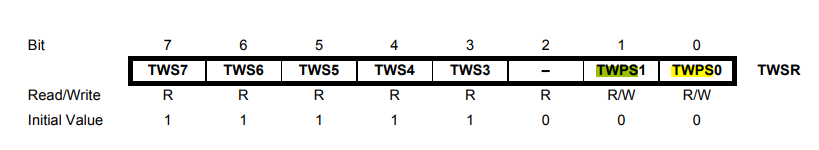 Bit 7 6 5 4 3 2 1 0
TWS7 TWS6 TWS5 TWS4 TWS3 – TWPS1 TWPS0 TWSR
Read/Write R R R R R R R/W R/W
Initial Value 1 1 1 1 1 0 0 0